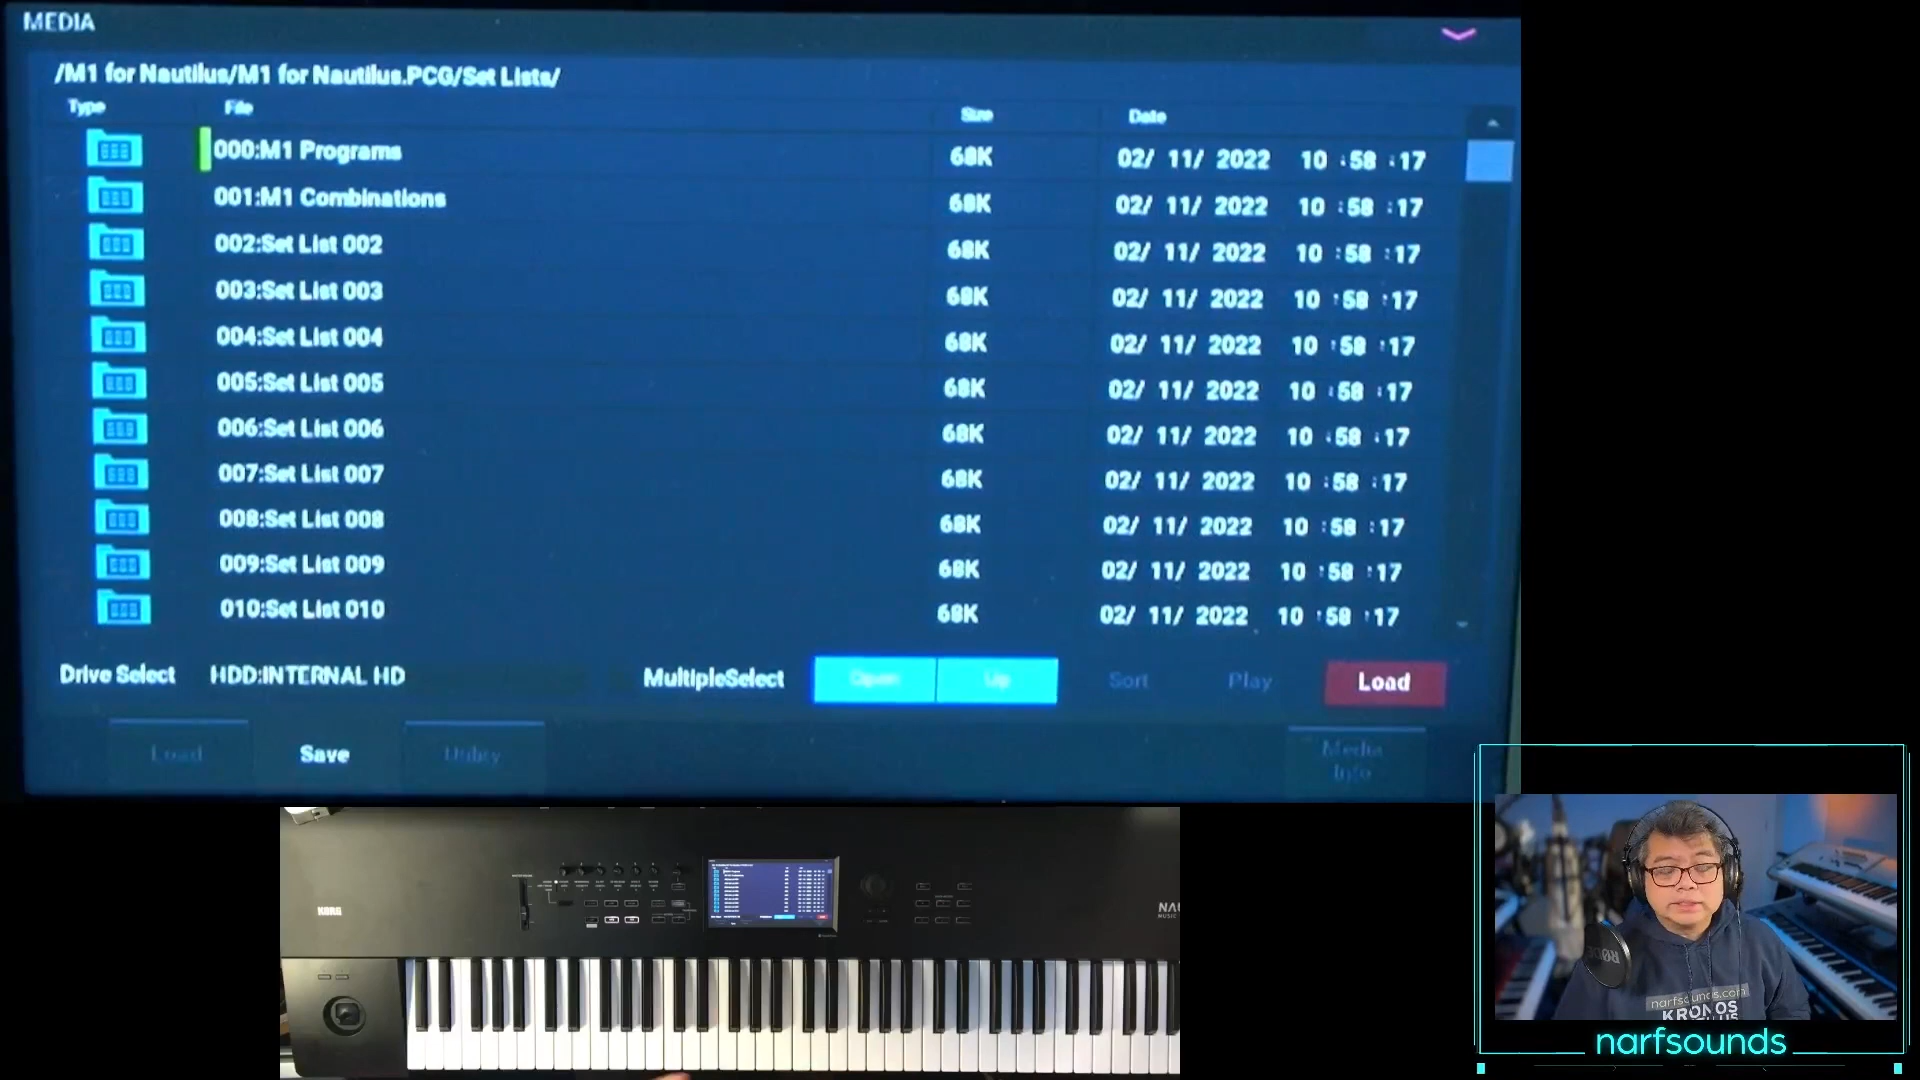 MEDIA
/M1 for Nautilus/M1 for Nautilus.PCG/Set Lists/
Type File Size Date
000:M1 Programs 68K 02/ 11/ 2022 10 :58 :17
001:M1 Combinations 68K 02/ 11/ 2022 10 :58 :17
002:Set List 002 68K 02/ 11/ 2022 10 :58 :17
003:Set List 003 68K 02/ 11/ 2022 10 :58 :17
004:Set List 004 68K 02/ 11/ 2022 10 :58 :17
005:Set List 005 68K 02/ 11/ 2022 10 :58 :17
006:Set List 006 68K 02/ 11/ 2022 10 :58 :17
007:Set List 007 68K 02/ 11/ 2022 10 :58 :17
008:Set List 008 68K 02/ 11/ 2022 10 :58 :17
009:Set List 009 68K 02/ 11/ 2022 10 :58 :17
010:Set List 010 68K 02/ 11/ 2022 10 :58 :17
Drive Select HDD:INTERNAL HD MultipleSelect Open Up Sort Play Load
Load Save Utility Media
Info
KORG
RØDE
narfsounds.com
KRONOS
narfsounds